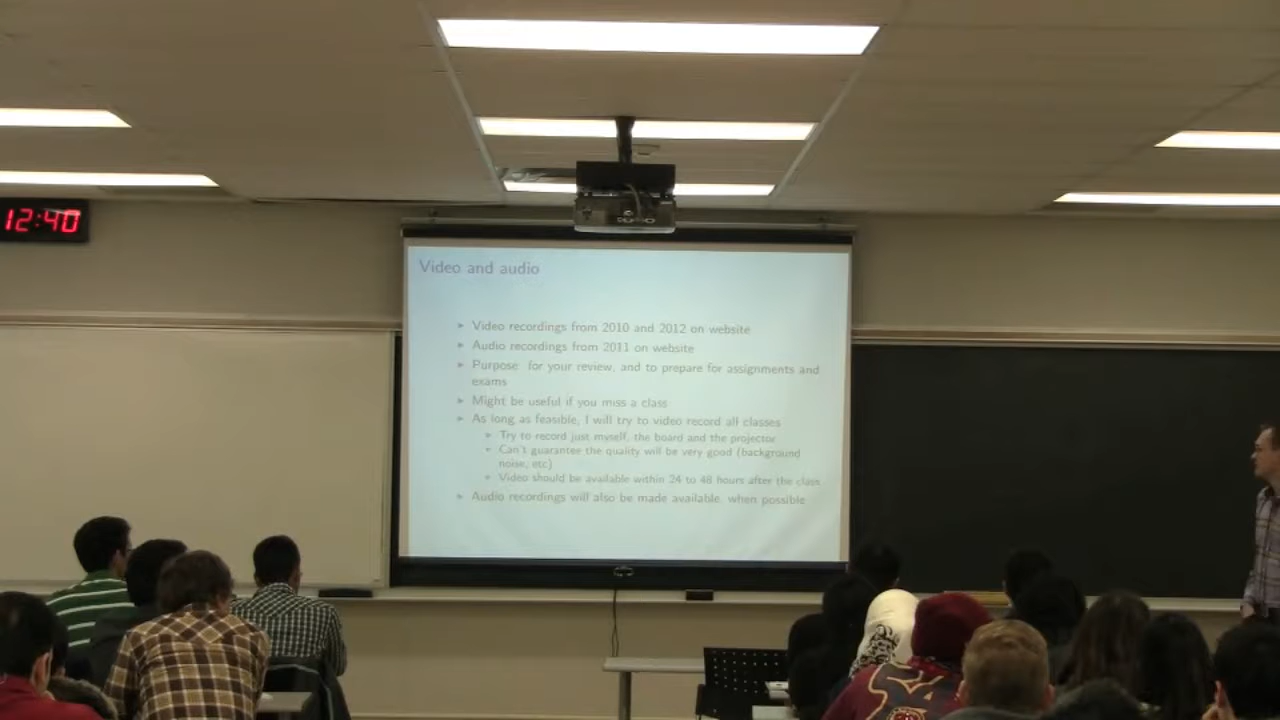 12:40
Video and audio
Video recordings from 2010 and 2012 on website
Audio recordings from 2011 on website
Purpose: for your review, and to prepare for assignments and
exams
Might be useful if you miss a class
As long as feasible, I will try to video record all classes
Try to record just myself, the board and the projector
Can't guarantee the quality will be very good (background
noise, etc)
Video should be available within 24 to 48 hours after the class
Audio recordings will also be made available, when possible